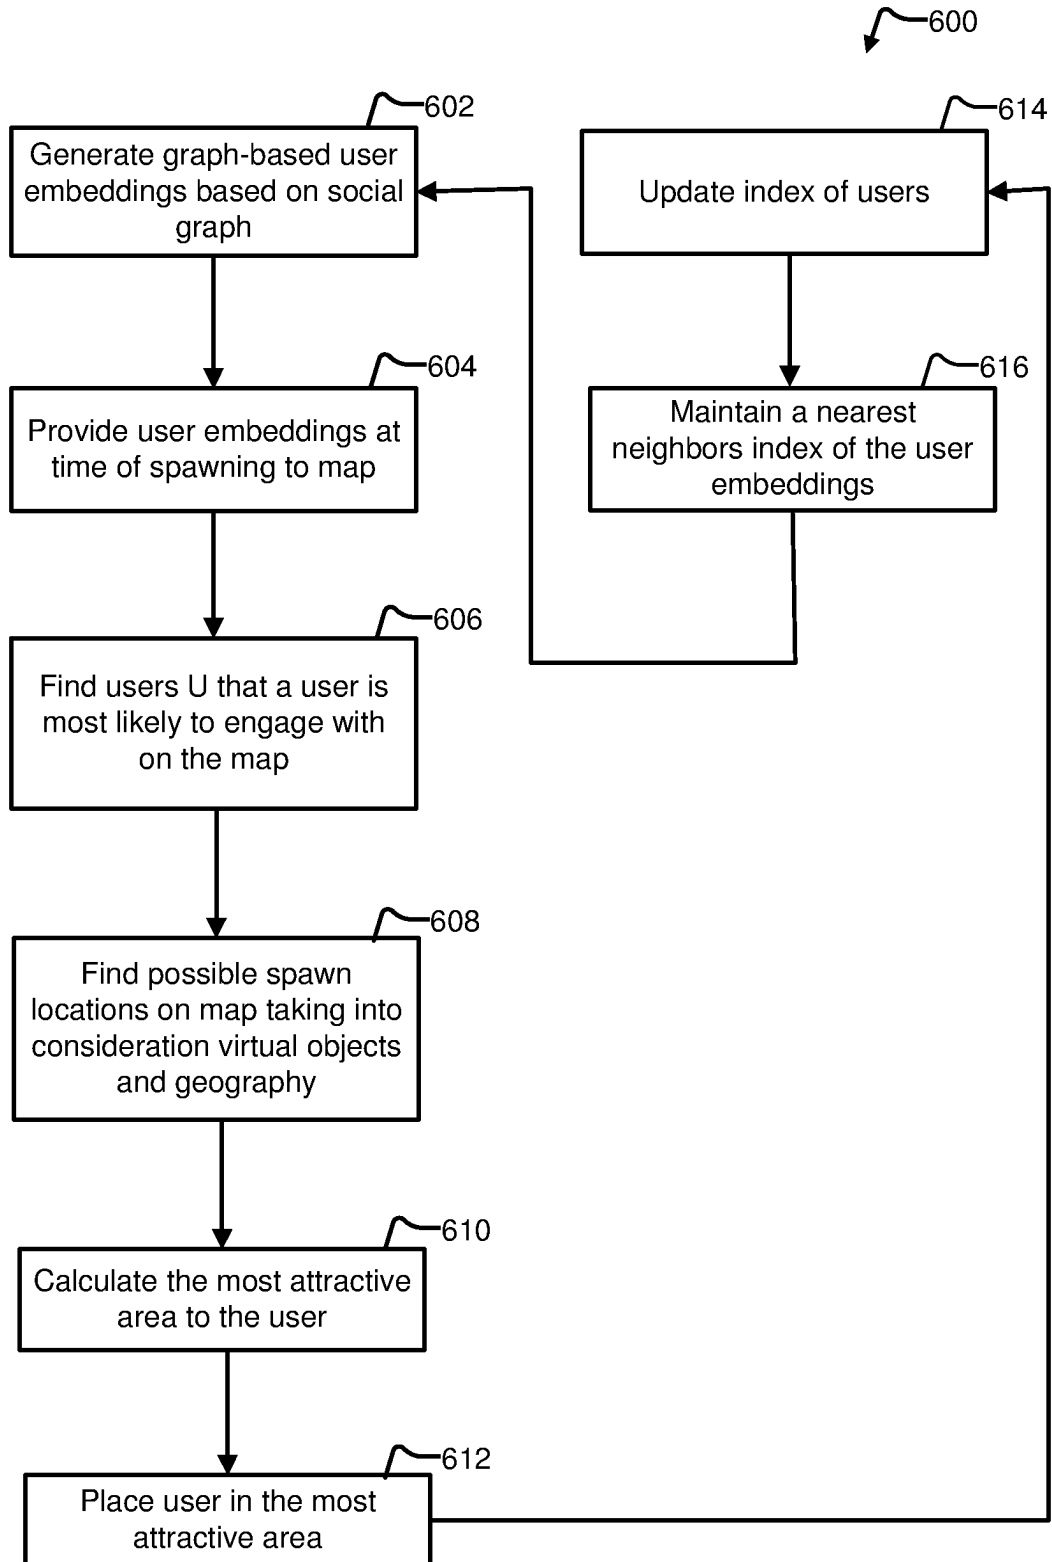 600
602
Generate graph-based user
embeddings based on social
graph
604
Provide user embeddings at
time of spawning to map
606
Find users U that a user is
most likely to engage with
on the map
608
Find possible spawn
locations on map taking into
consideration virtual objects
and geography
610
Calculate the most attractive
area to the user
612
Place user in the most
attractive area
614
Update index of users
616
Maintain a nearest
neighbors index of the user
embeddings